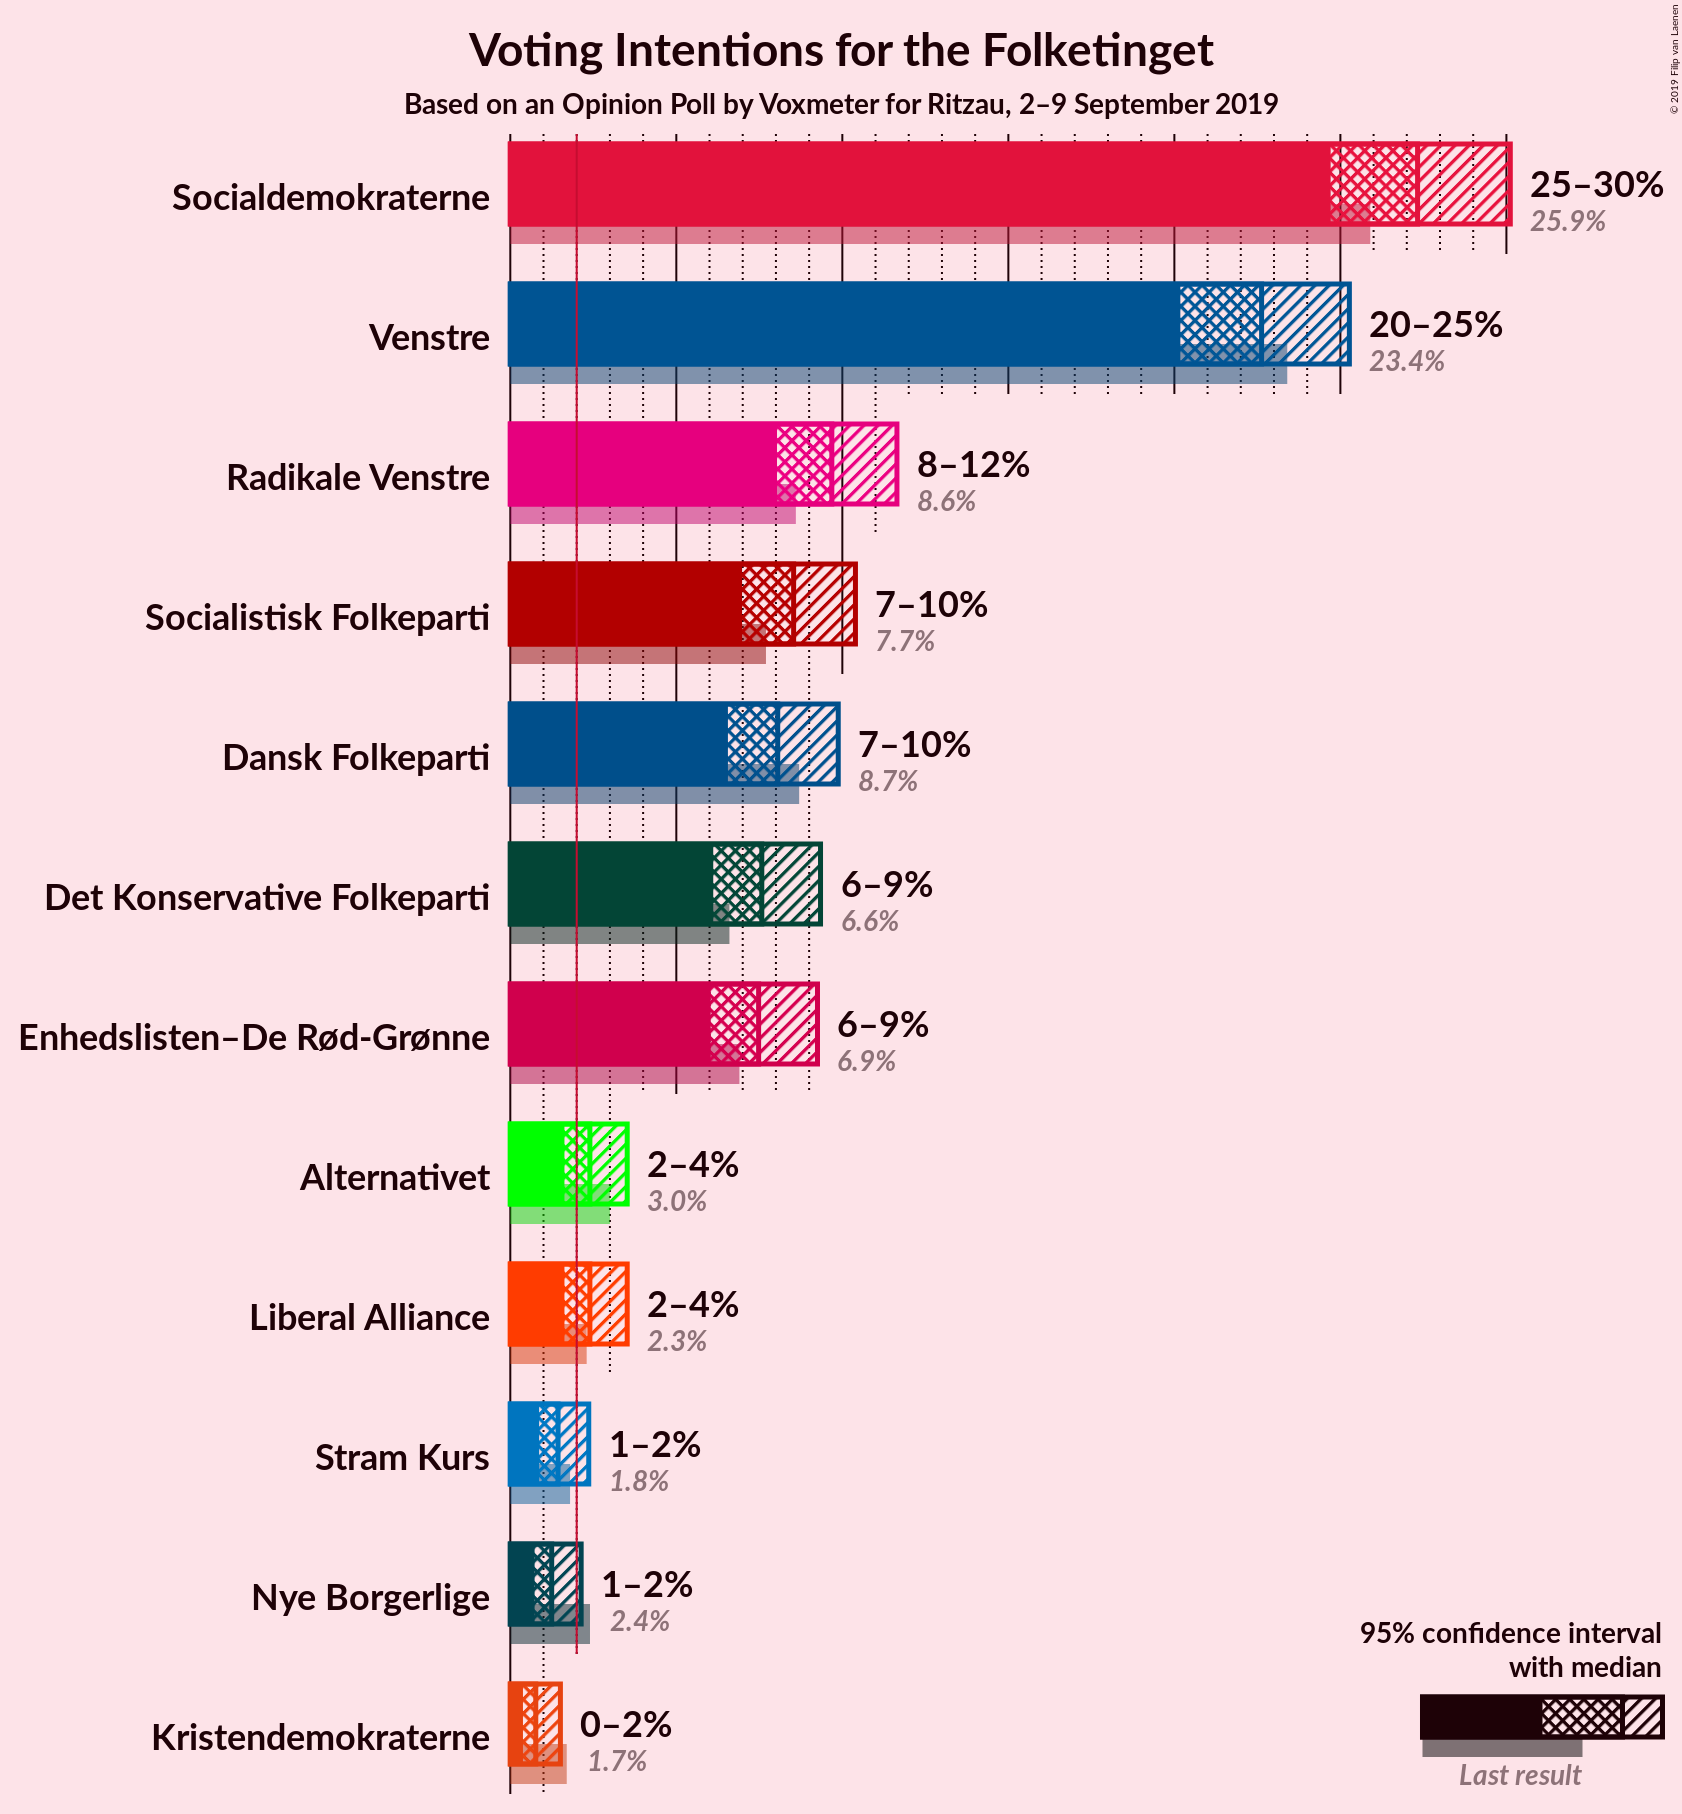 Voting Intentions for the Folketinget
Based on an Opinion Poll by Voxmeter for Ritzau, 2–9 September 2019
© 2019 Filip van Laenen
Socialdemokraterne
25–30%
25.9%
Venstre
20–25%
23.4%
Radikale Venstre
8–12%
8.6%
Socialistisk Folkeparti
7–10%
7.7%
Dansk Folkeparti
7–10%
8.7%
Det Konservative Folkeparti
6–9%
6.6%
Enhedslisten–De Rød-Grønne
6–9%
6.9%
Alternativet
2–4%
3.0%
Liberal Alliance
2–4%
2.3%
Stram Kurs
1–2%
1.8%
Nye Borgerlige
1–2%
2.4%
Kristendemokraterne
0–2%
1.7%
95% confidence interval
with median
Last result